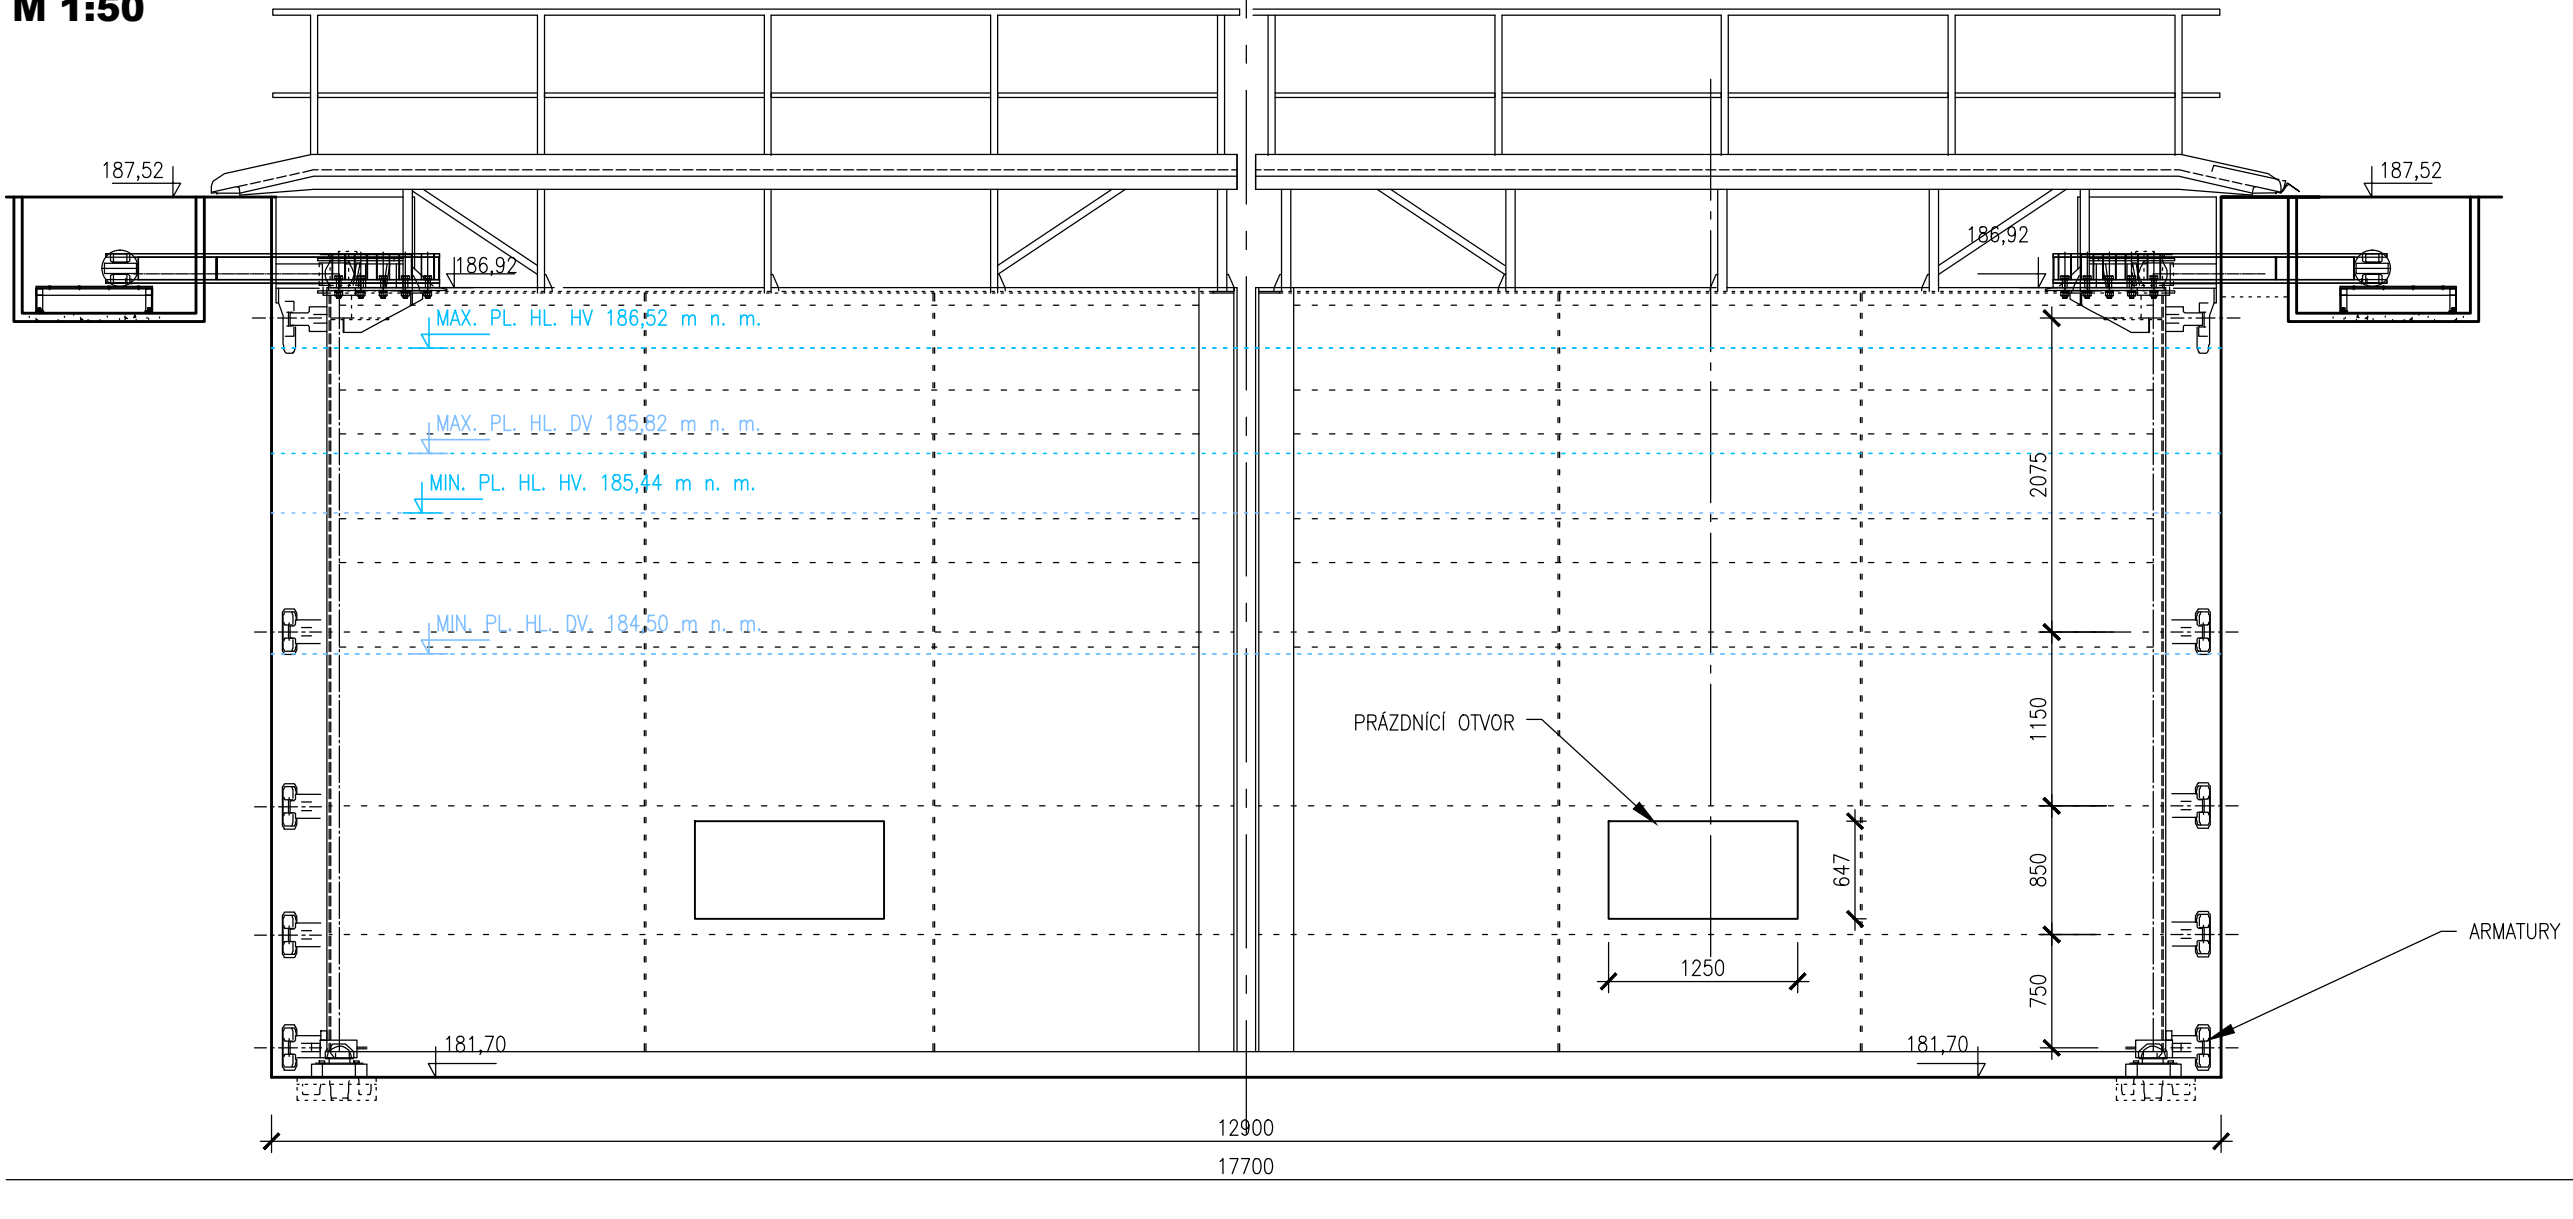 M 1:50
187,52
187,52
186,92
186,92
MAX. PL. HL. HV 186,52 m n. m.
MAX. PL. HL. DV 185,82 m n. m.
MIN. PL. HL. HV. 185,44 m n. m.
2075
MIN. PL. HL. DV. 184,50 m n. m.
PRÁZDNÍCÍ OTVOR
1150
647
850
ARMATURY
1250
750
181,70
181,70
12900
17700